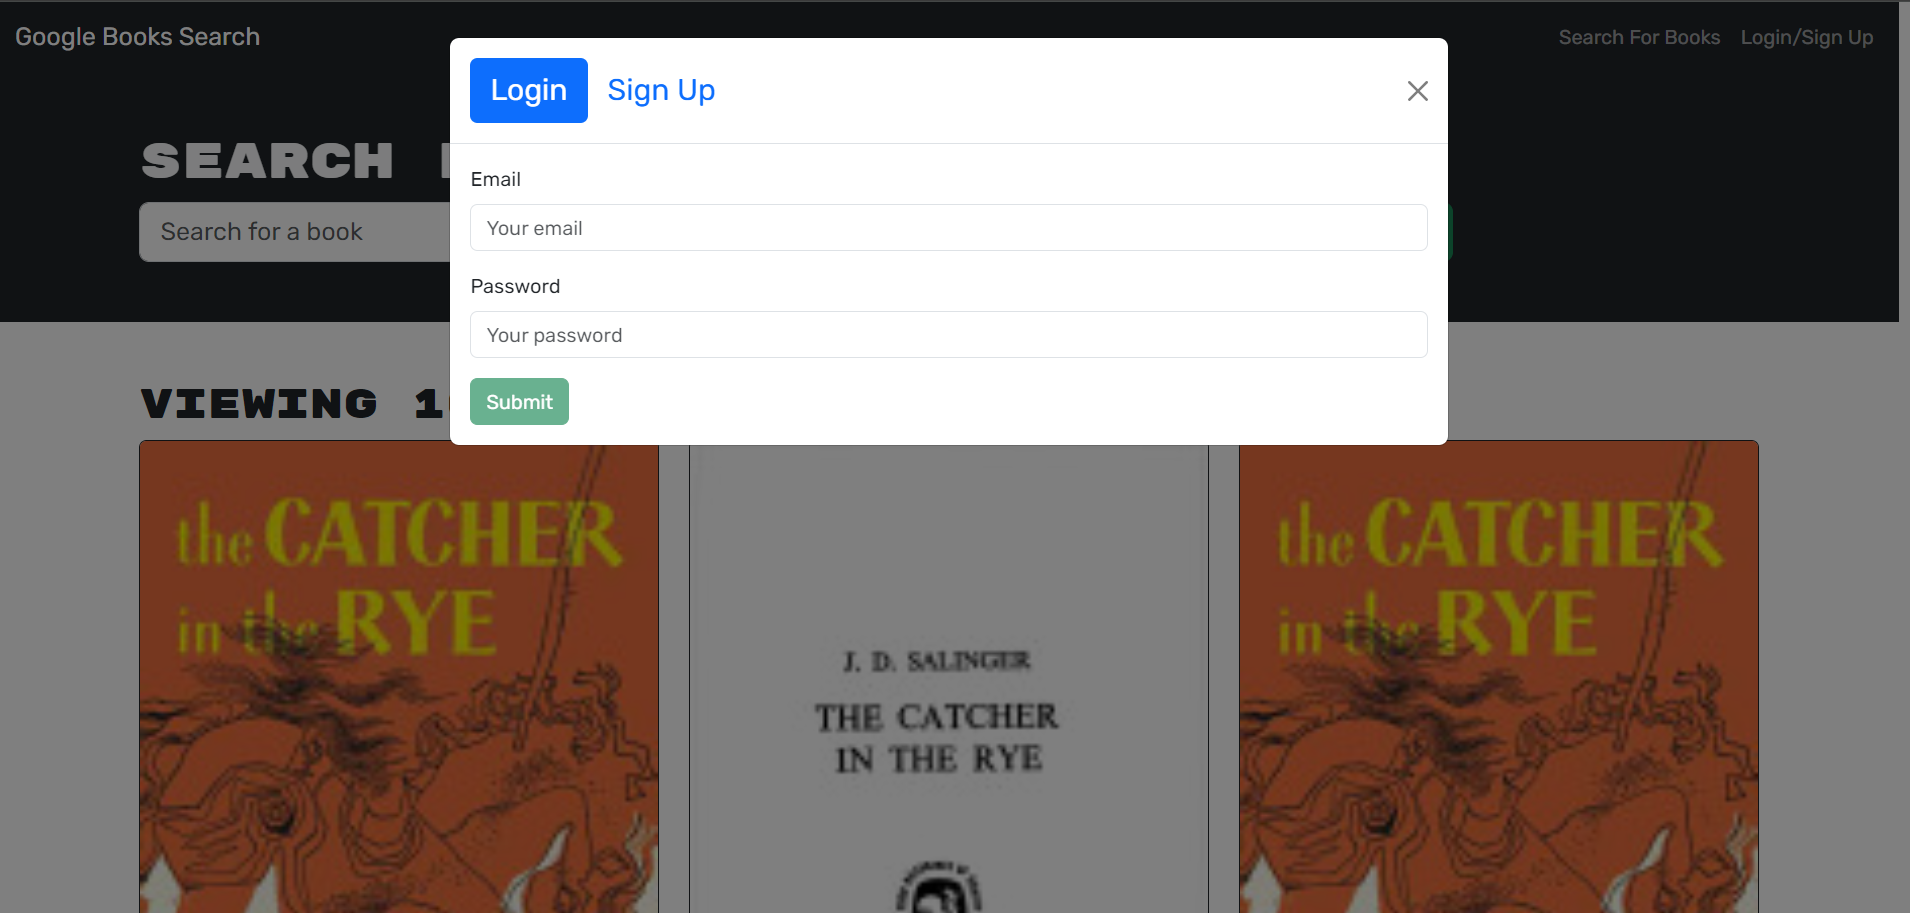 Google Books Search
Search For Books Login/Sign Up
Login Sign Up
SEARCH
Search for a book
Email
Your email
Password
Your password
Submit
VIEWING 1
the CATCHER
in the RYE
J. D. SALINGER
THE CATCHER
IN THE RYE
the CATCHER
in the RYE